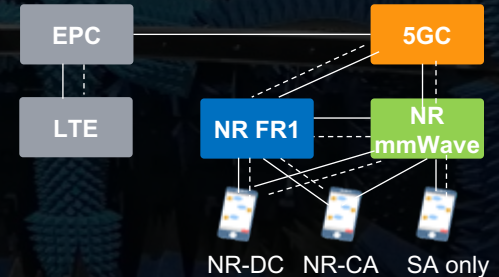 EPC
5GC
LTE
NR FR1
NR
mmWave
NR-DC
NR-CA
SA only